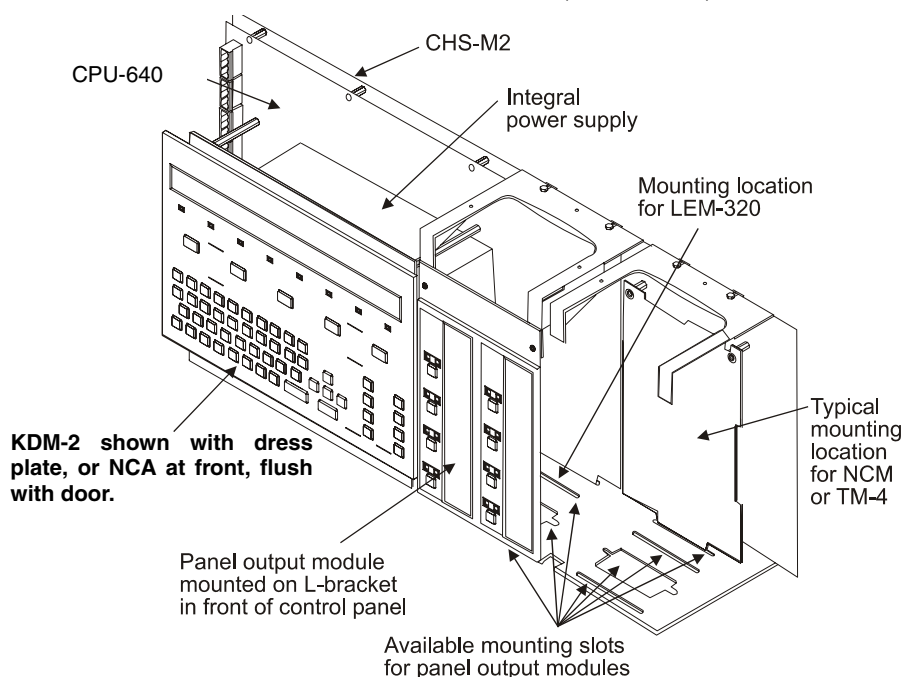 CHS-M2
CPU-640
Integral
power supply
Mounting location
for LEM-320
Typical
mounting
location
for NCM
or TM-4
KDM-2 shown with dress
plate, or NCA at front, flush
with door.
Panel output module
mounted on L-bracket
in front of control panel
Available mounting slots
for panel output modules